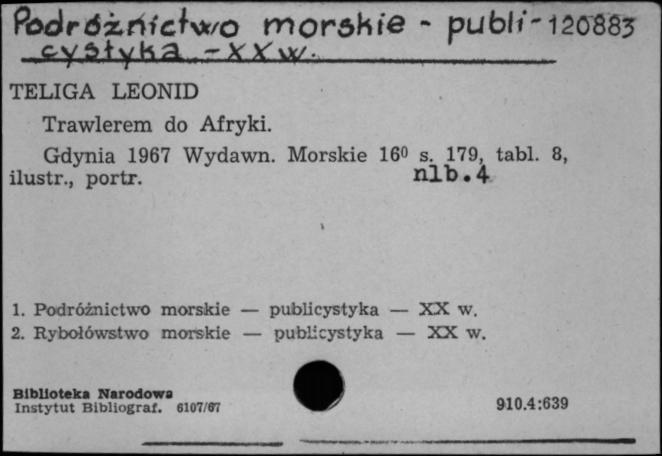 Podróżnictwo morskie - publi- 120883
cystyka - XX w.
TELIGA LEONID
Trawlerem do Afryki.
Gdynia 1967 Wydawn. Morskie 16⁰ s. 179, tabl. 8,
ilustr., portr. nlb.4
1. Podróżnictwo morskie — publicystyka — XX w.
2. Rybołówstwo morskie — publicystyka — XX w.
Biblioteka Narodowa
Instytut Bibliograf. 6107/67 910.4:639